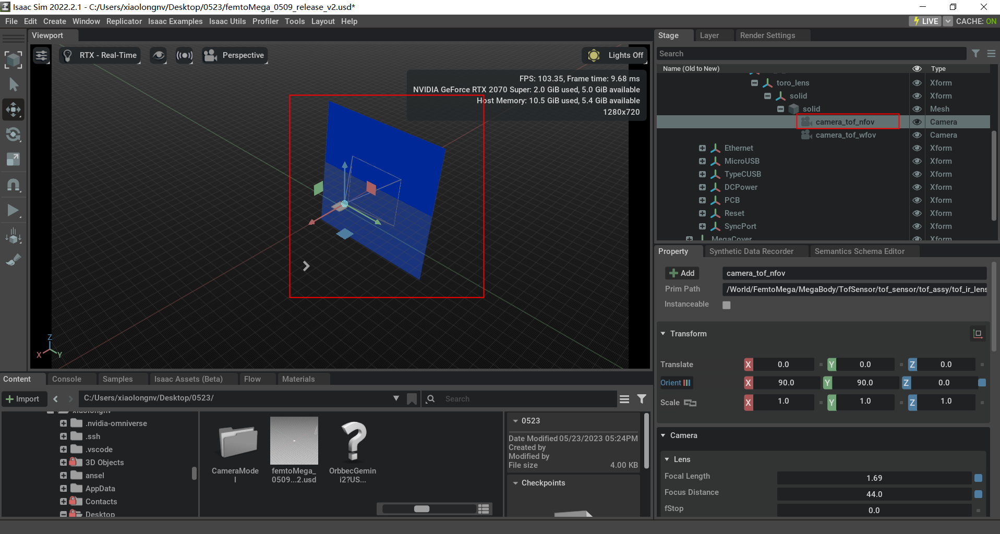 Isaac Sim 2022.2.1 - C:/Users/xiaolongnv/Desktop/0523/femtoMega_0509_release_v2.usd*
File Edit Create Window Replicator Isaac Examples Isaac Utils Profiler Tools Layout Help
LIVE CACHE: ON
Viewport
RTX - Real-Time
Perspective
Lights Off
FPS: 103.35, Frame time: 9.68 ms
NVIDIA GeForce RTX 2070 Super: 2.0 GiB used, 5.0 GiB available
Host Memory: 10.5 GiB used, 5.4 GiB available
1280x720
Z
X
Y
Stage Layer Render Settings
Search
Name (Old to New) Type
toro_lens Xform
solid Xform
solid Mesh
camera_tof_nfov Camera
camera_tof_wfov Camera
Ethernet Xform
MicroUSB Xform
TypeCUSB Xform
DCPower Xform
PCB Xform
Reset Xform
SyncPort Xform
MegaCover Xform
Property Synthetic Data Recorder Semantics Schema Editor
Add camera_tof_nfov
Prim Path /World/FemtoMega/MegaBody/TofSensor/tof_sensor/tof_assy/tof_ir_lens
Instanceable
Transform
Translate X 0.0 Y 0.0 Z 0.0
Orient X 90.0 Y 90.0 Z 0.0
Scale X 1.0 Y 1.0 Z 1.0
Camera
Lens
Focal Length 1.69
Focus Distance 44.0
fStop 0.0
Content Console Samples Isaac Assets (Beta) Flow Materials
Import C:/Users/xiaolongnv/Desktop/0523/ Search
xiaolongnv
.nvidia-omniverse
.ssh
.vscode
3D Objects
ansel
AppData
Contacts
Desktop
CameraMode
l
femtoMega_
0509...2.usd
OrbbecGemin
i2?US...
0523
Date Modified 05/23/2023 05:24PM
Created by
Modified by
File size 4.00 KB
Checkpoints